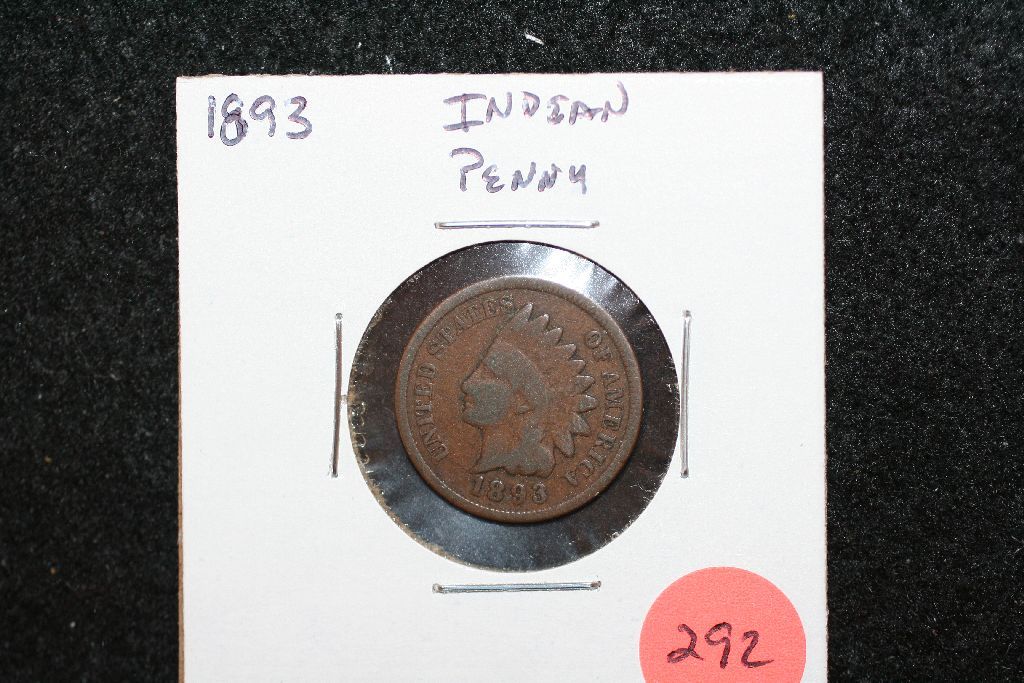 1893
INDIAN
PENNY
UNITED STATES OF AMERICA
1893
292